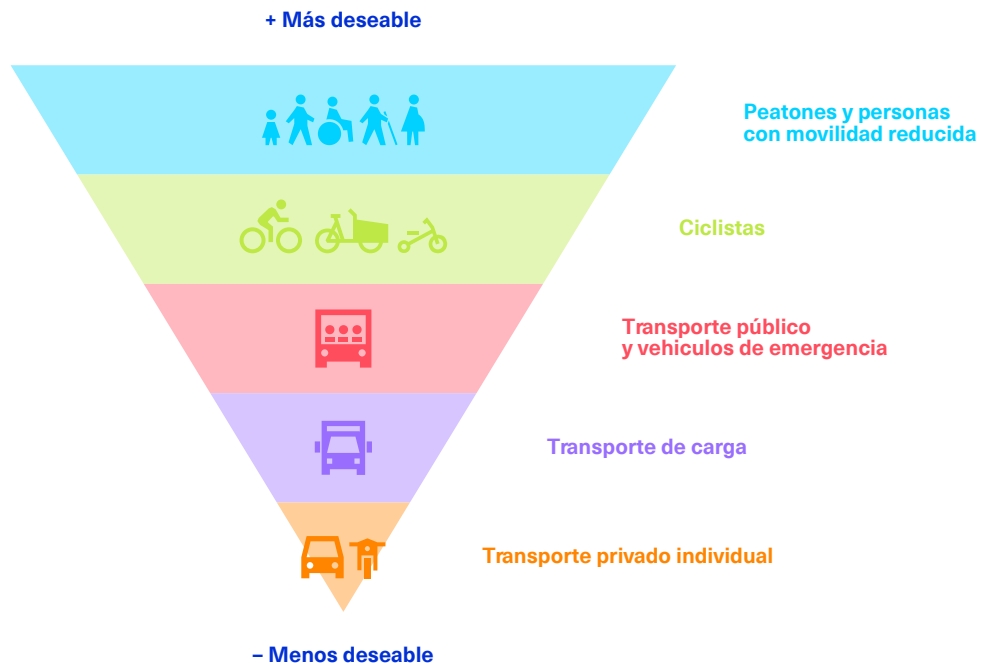 + Más deseable
Peatones y personas
con movilidad reducida
Ciclistas
Transporte público
y vehiculos de emergencia
Transporte de carga
Transporte privado individual
– Menos deseable